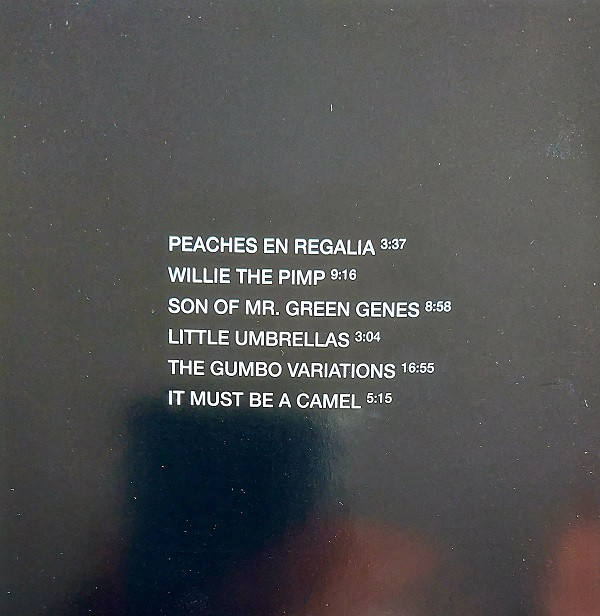 PEACHES EN REGALIA 3:37
WILLIE THE PIMP 9:16
SON OF MR. GREEN GENES 8:58
LITTLE UMBRELLAS 3:04
THE GUMBO VARIATIONS 16:55
IT MUST BE A CAMEL 5:15